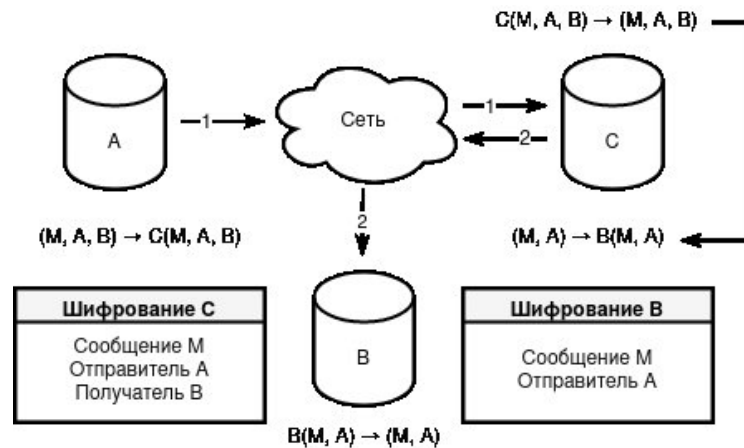 C(M, A, B) → (M, A, B)
A
1
Сеть
1
2
C
(M, A, B) → C(M, A, B)
2
(M, A) → B(M, A)
Шифрование C
Сообщение M
Отправитель A
Получатель B
B
Шифрование B
Сообщение M
Отправитель A
B(M, A) → (M, A)